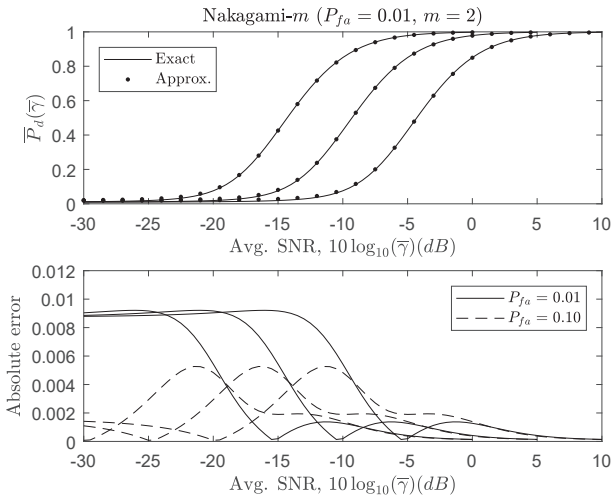 Nakagami-m (P_fa = 0.01, m = 2)
1
0.8
0.6
0.4
0.2
0
P̅_d(γ̅)
Exact
Approx.
-30 -25 -20 -15 -10 -5 0 5 10
Avg. SNR, 10 log₁₀(γ̅)(dB)
0.012
0.01
0.008
0.006
0.004
0.002
0
Absolute error
P_fa = 0.01
P_fa = 0.10
-30 -25 -20 -15 -10 -5 0 5 10
Avg. SNR, 10 log₁₀(γ̅)(dB)